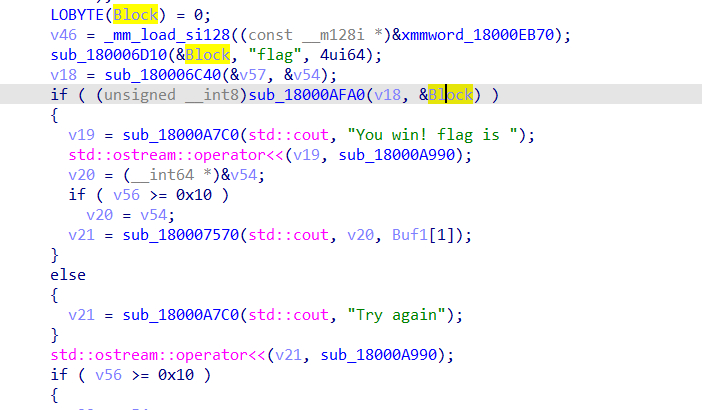 LOBYTE(Block) = 0;
v46 = _mm_load_si128((const __m128i *)&xmmword_18000EB70);
sub_180006D10(&Block, "flag", 4ui64);
v18 = sub_180006C40(&v57, &v54);
if ( (unsigned __int8)sub_18000AFA0(v18, &Block) )
{
v19 = sub_18000A7C0(std::cout, "You win! flag is ");
std::ostream::operator<<(v19, sub_18000A990);
v20 = (__int64 *)&v54;
if ( v56 >= 0x10 )
v20 = v54;
v21 = sub_180007570(std::cout, v20, Buf1[1]);
}
else
{
v21 = sub_18000A7C0(std::cout, "Try again");
}
std::ostream::operator<<(v21, sub_18000A990);
if ( v56 >= 0x10 )
{